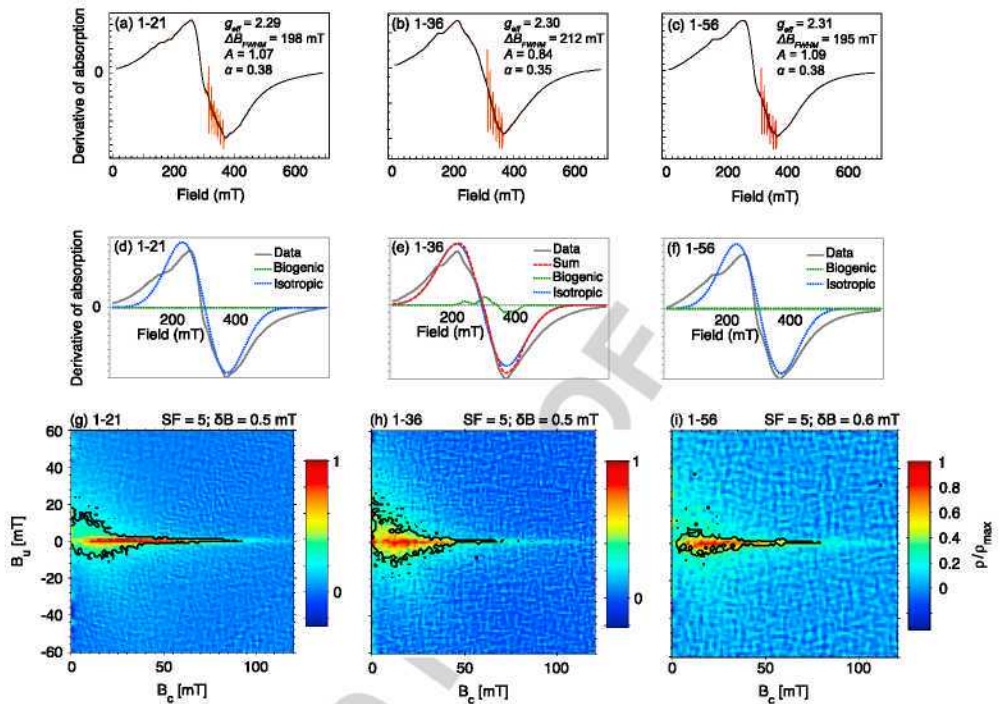 (a) 1-21
g_eff = 2.29
ΔB_FWHM = 198 mT
A = 1.07
α = 0.38
Derivative of absorption
0
0 200 400 600
Field (mT)
(b) 1-36
g_eff = 2.30
ΔB_FWHM = 212 mT
A = 0.84
α = 0.35
0 200 400 600
Field (mT)
(c) 1-56
g_eff = 2.31
ΔB_FWHM = 195 mT
A = 1.09
α = 0.38
0 200 400 600
Field (mT)
(d) 1-21
Data
Biogenic
Isotropic
Derivative of absorption
0
200 400
Field (mT)
(e) 1-36
Data
Sum
Biogenic
Isotropic
200 400
Field (mT)
(f) 1-56
Data
Biogenic
Isotropic
200 400
Field (mT)
(g) 1-21 SF = 5; δB = 0.5 mT
60
40
20
0
-20
-40
-60
B_u [mT]
0 50 100
B_c [mT]
1
0
(h) 1-36 SF = 5; δB = 0.5 mT
0 50 100
B_c [mT]
1
0
(i) 1-56 SF = 5; δB = 0.6 mT
0 50 100
B_c [mT]
1
0.8
0.6
0.4
0.2
0
ρ/ρ_max
OF